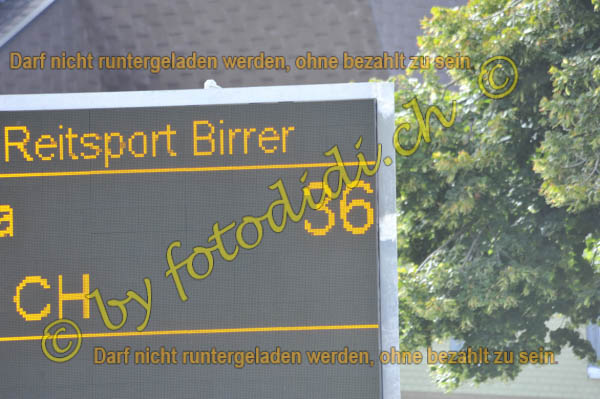 Darf nicht runtergeladen werden, ohne bezahlt zu sein.
Reitsport Birrer
a 36
CH
© by fotodidi.ch ©
Darf nicht runtergeladen werden, ohne bezahlt zu sein.